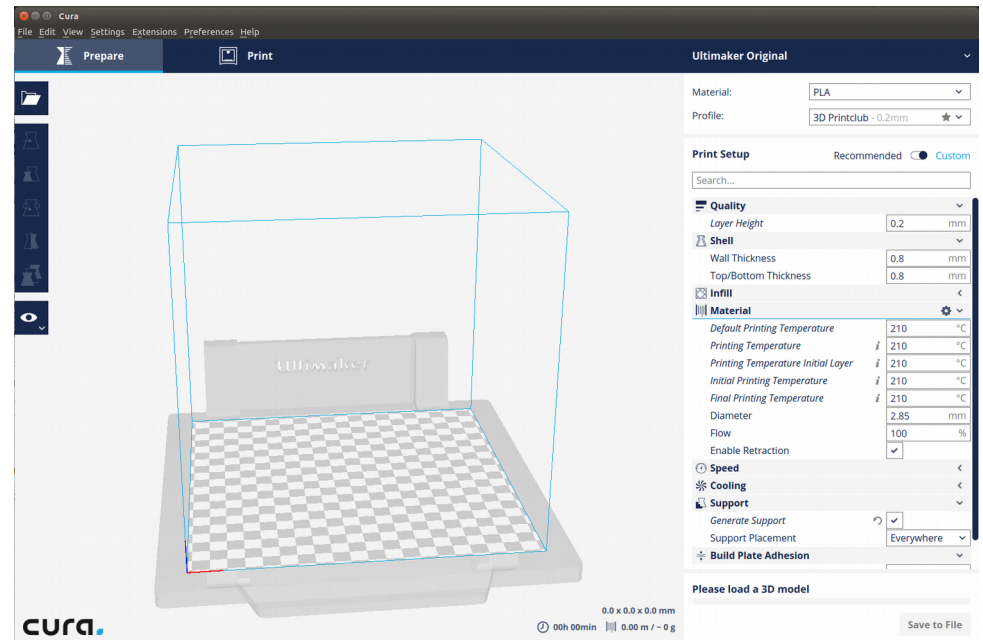 Cura
File Edit View Settings Extensions Preferences Help
Prepare Print Ultimaker Original
Material: PLA
Profile: 3D Printclub - 0.2mm
Print Setup Recommended Custom
Search...
Quality
Layer Height 0.2 mm
Shell
Wall Thickness 0.8 mm
Top/Bottom Thickness 0.8 mm
Infill
Material
Default Printing Temperature 210 °C
Printing Temperature i 210 °C
Printing Temperature Initial Layer i 210 °C
Initial Printing Temperature i 210 °C
Final Printing Temperature i 210 °C
Diameter 2.85 mm
Flow 100 %
Enable Retraction
Speed
Cooling
Support
Generate Support
Support Placement Everywhere
Build Plate Adhesion
Ultimaker
Please load a 3D model
0.0 x 0.0 x 0.0 mm
00h 00min 0.00 m / ~ 0 g
Save to File
cura.